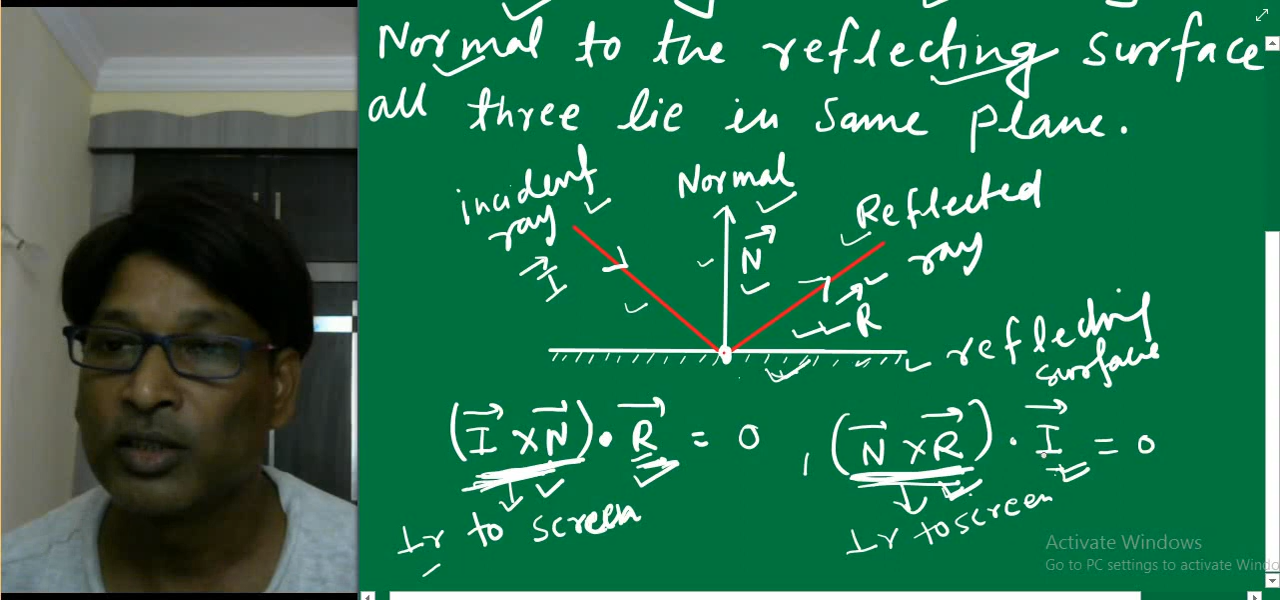 Normal to the reflecting surface
all three lie in same plane.
incident
ray
I
Normal
N
Reflected
ray
R
reflecting
surface
(I × N) · R = 0 , (N × R) · I = 0
⊥r to screen
⊥r to screen
Activate Windows
Go to PC settings to activate Windo